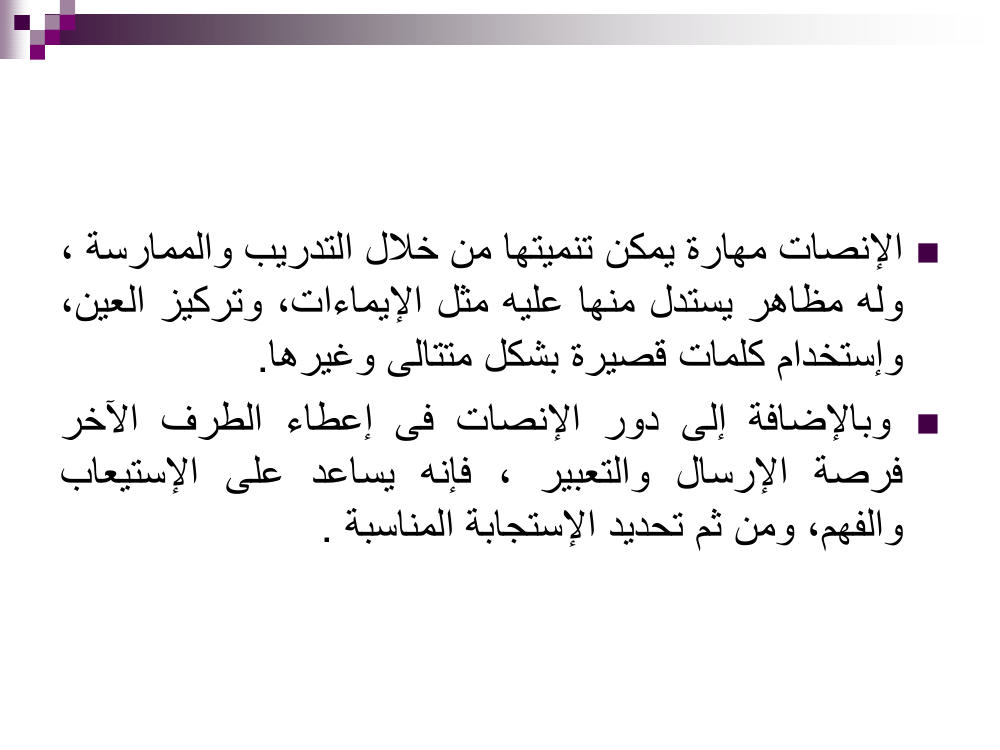 الإنصات مهارة يمكن تنميتها من خلال التدريب والممارسة ،
وله مظاهر يستدل منها عليه مثل الإيماءات، وتركيز العين،
وإستخدام كلمات قصيرة بشكل متتالى وغيرها.
وبالإضافة إلى دور الإنصات فى إعطاء الطرف الآخر
فرصة الإرسال والتعبير ، فإنه يساعد على الإستيعاب
والفهم، ومن ثم تحديد الإستجابة المناسبة .